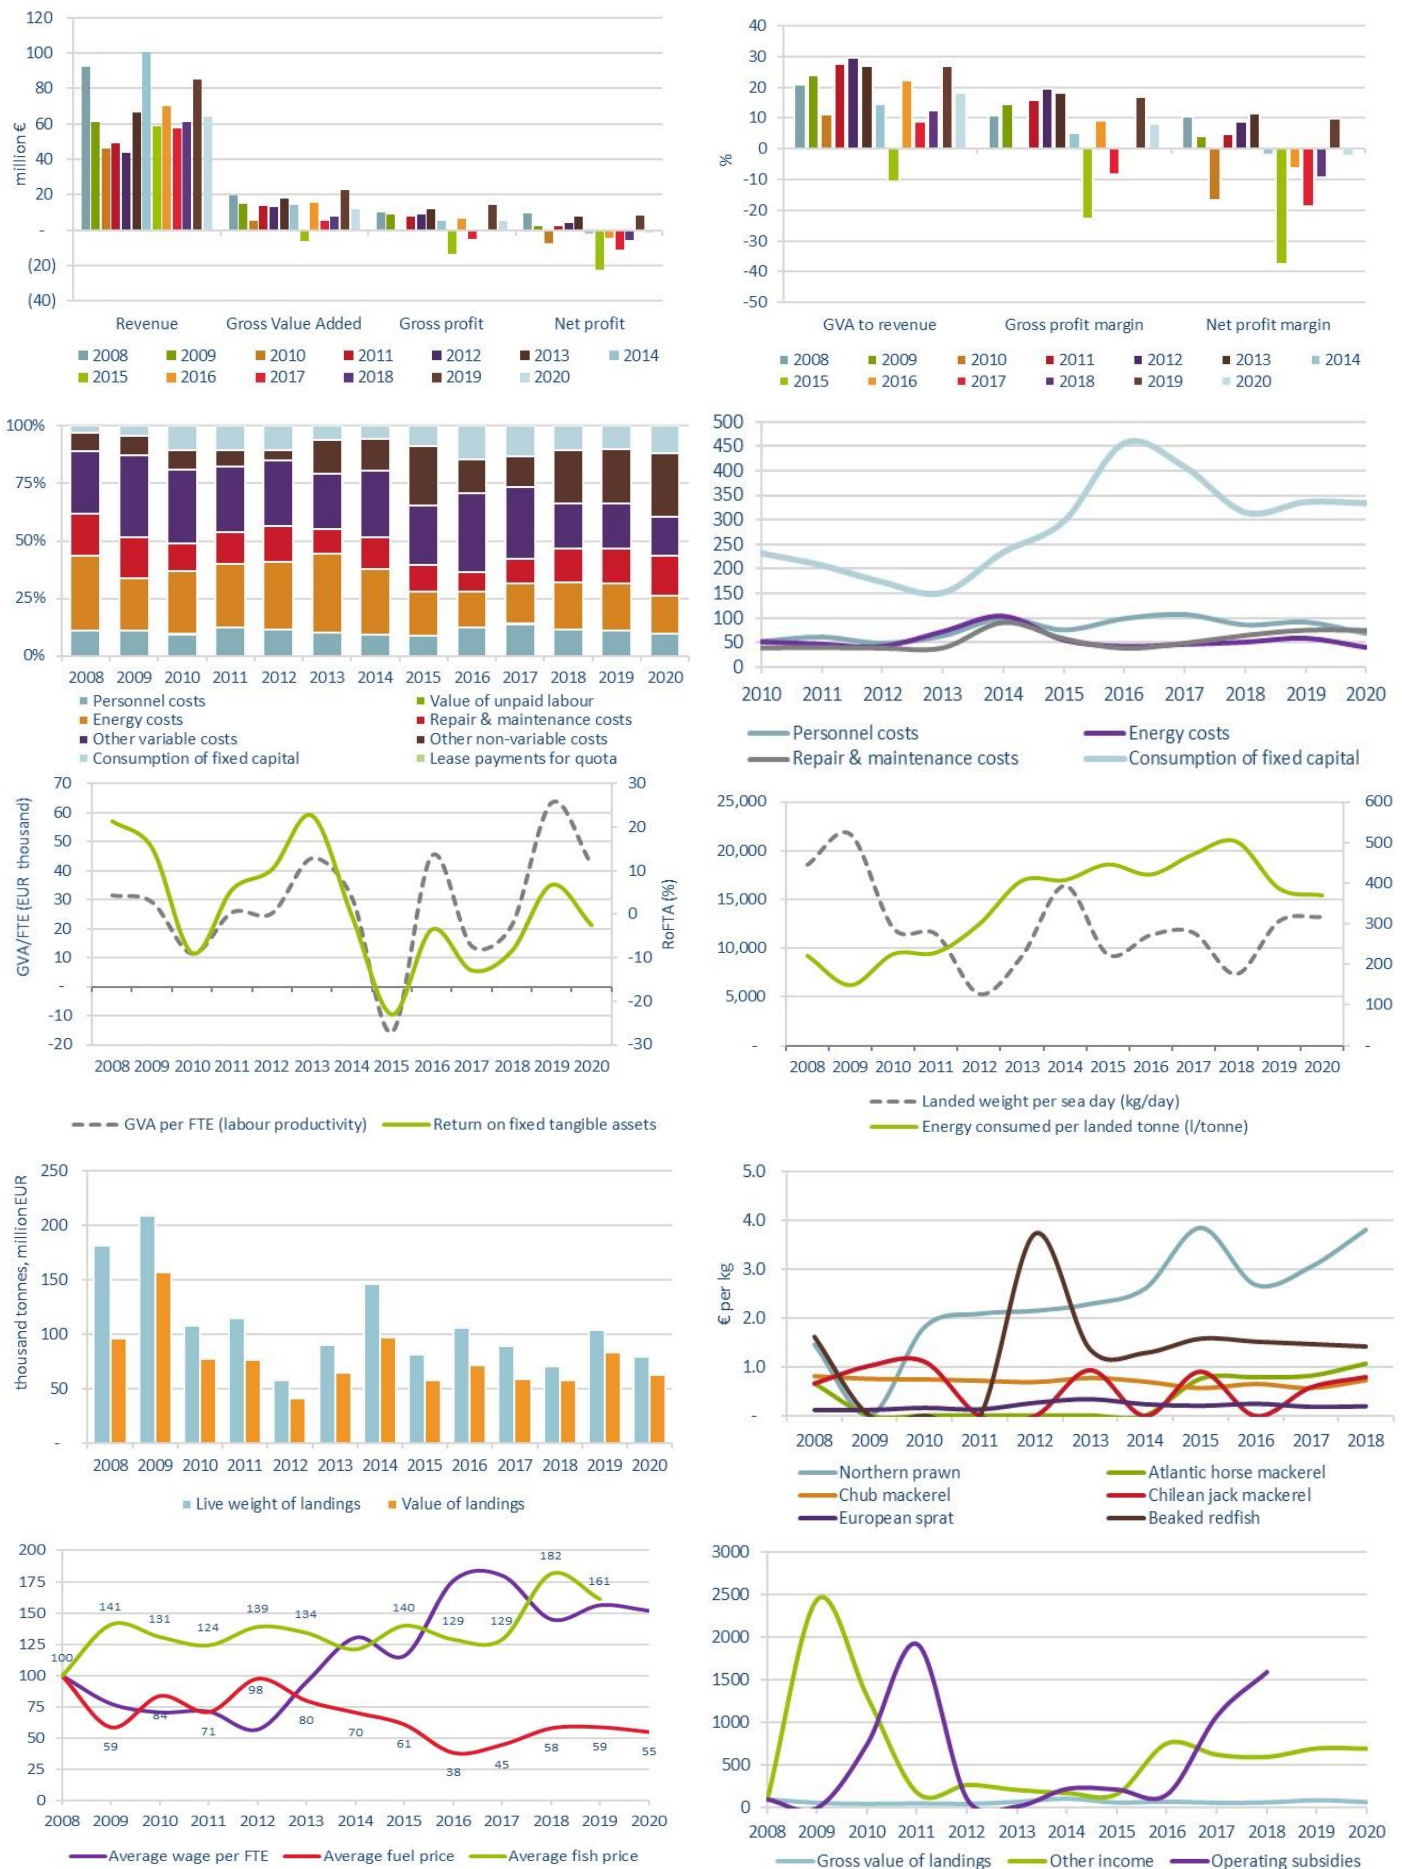 120
100
80
60
40
20
-
(20)
(40)
million €
Revenue Gross Value Added Gross profit Net profit
2008 2009 2010 2011 2012 2013 2014
2015 2016 2017 2018 2019 2020
40
30
20
10
0
-10
-20
-30
-40
-50
%
GVA to revenue Gross profit margin Net profit margin
2008 2009 2010 2011 2012 2013 2014
2015 2016 2017 2018 2019 2020
100%
75%
50%
25%
0%
2008 2009 2010 2011 2012 2013 2014 2015 2016 2017 2018 2019 2020
Personnel costs Value of unpaid labour
Energy costs Repair & maintenance costs
Other variable costs Other non-variable costs
Consumption of fixed capital Lease payments for quota
500
450
400
350
300
250
200
150
100
50
0
2010 2011 2012 2013 2014 2015 2016 2017 2018 2019 2020
Personnel costs Energy costs
Repair & maintenance costs Consumption of fixed capital
70
60
50
40
30
20
10
-
-10
-20
GVA/FTE (EUR thousand)
30
20
10
0
-10
-20
-30
RoFTA (%)
2008 2009 2010 2011 2012 2013 2014 2015 2016 2017 2018 2019 2020
GVA per FTE (labour productivity) Return on fixed tangible assets
25,000
20,000
15,000
10,000
5,000
-
600
500
400
300
200
100
-
2008 2009 2010 2011 2012 2013 2014 2015 2016 2017 2018 2019 2020
Landed weight per sea day (kg/day)
Energy consumed per landed tonne (l/tonne)
250
200
150
100
50
-
thousand tonnes, million EUR
2008 2009 2010 2011 2012 2013 2014 2015 2016 2017 2018 2019 2020
Live weight of landings Value of landings
5.0
4.0
3.0
2.0
1.0
-
€ per kg
2008 2009 2010 2011 2012 2013 2014 2015 2016 2017 2018
Northern prawn Atlantic horse mackerel
Chub mackerel Chilean jack mackerel
European sprat Beaked redfish
200
175
150
125
100
75
50
25
0
100 141 131 124 139 134 140 129 129 182 161
59 84 71 98 80 70 61 38 45 58 59 55
2008 2009 2010 2011 2012 2013 2014 2015 2016 2017 2018 2019 2020
Average wage per FTE Average fuel price Average fish price
3000
2500
2000
1500
1000
500
0
2008 2009 2010 2011 2012 2013 2014 2015 2016 2017 2018 2019 2020
Gross value of landings Other income Operating subsidies